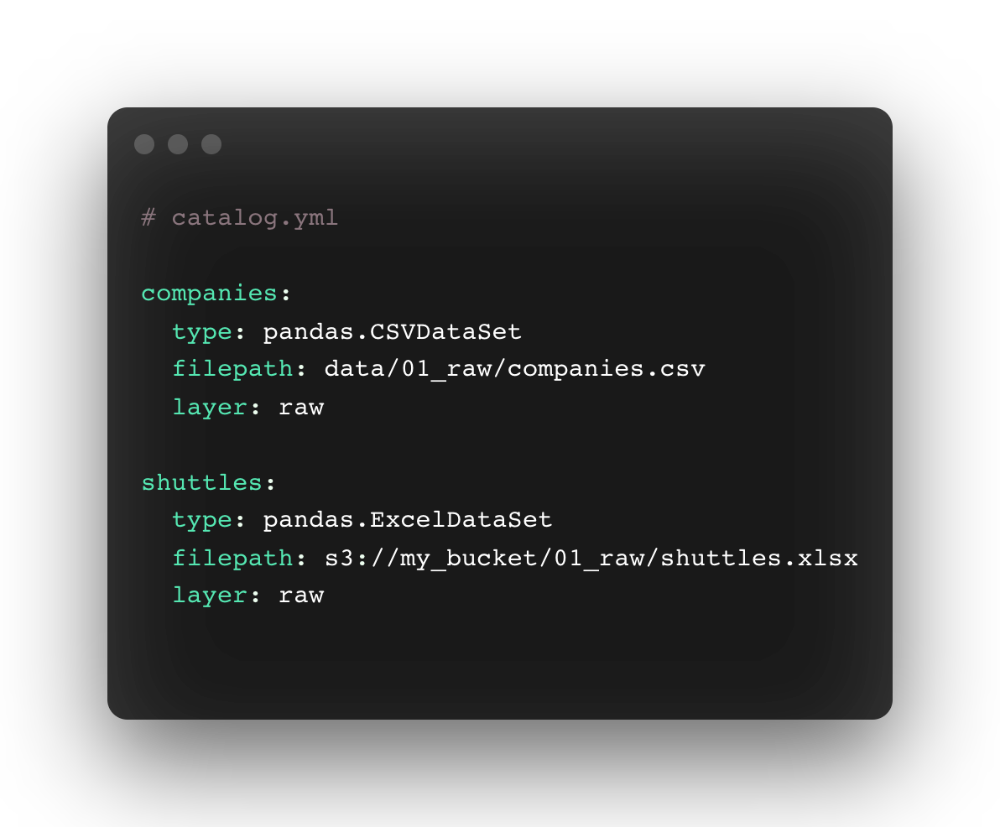 # catalog.yml
companies:
  type: pandas.CSVDataSet
  filepath: data/01_raw/companies.csv
  layer: raw
shuttles:
  type: pandas.ExcelDataSet
  filepath: s3://my_bucket/01_raw/shuttles.xlsx
  layer: raw